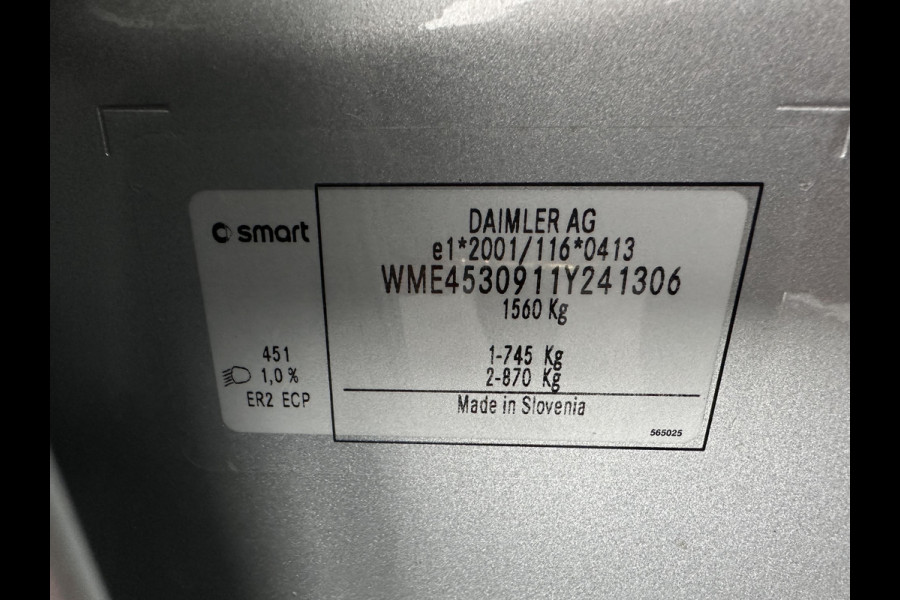 smart
DAIMLER AG
e1*2001/116*0413
WME4530911Y241306
1560 Kg
1-745 Kg
2-870 Kg
451
1,0 %
ER2 ECP
Made in Slovenia
565025